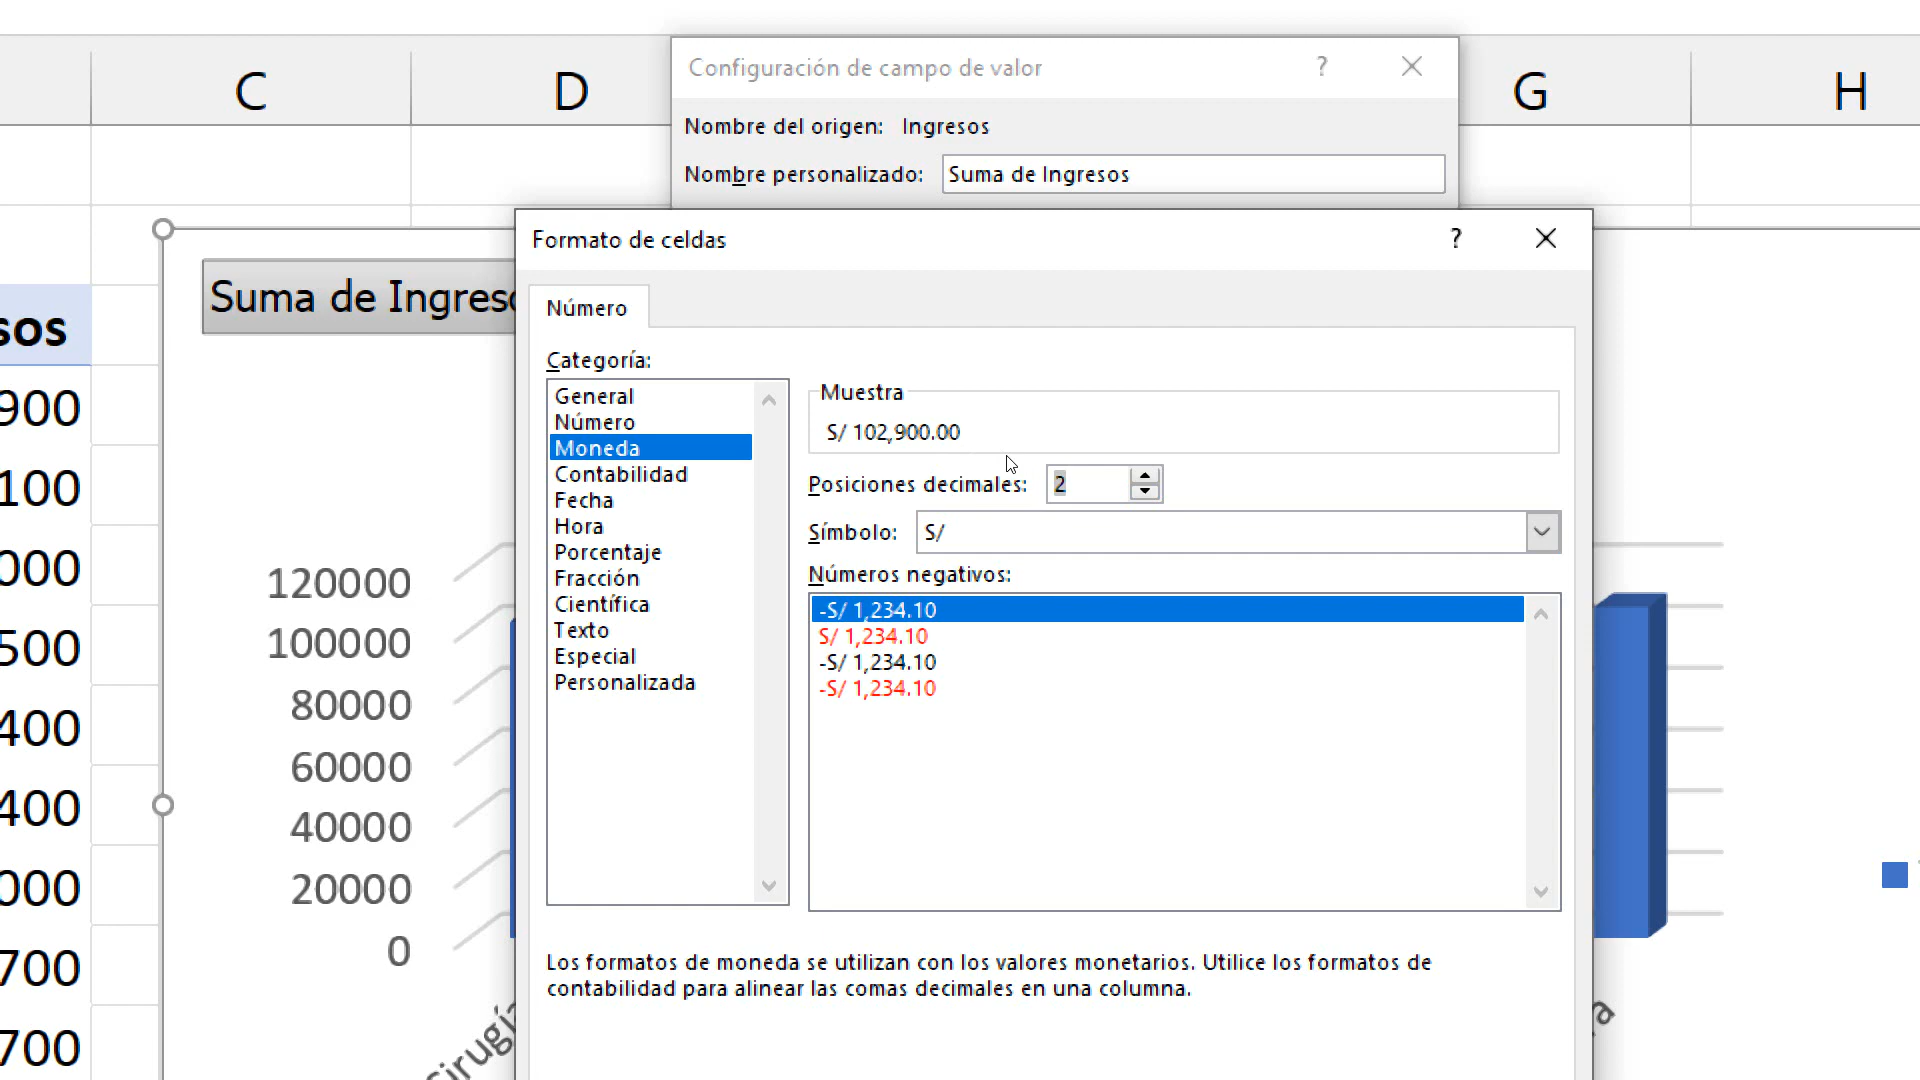 C D G H
Configuración de campo de valor ?
Nombre del origen: Ingresos
Nombre personalizado: Suma de Ingresos
Formato de celdas ?
Suma de Ingreso
Número
sos
Categoría:
General
Número
Moneda
Contabilidad
Fecha
Hora
Porcentaje
Fracción
Científica
Texto
Especial
Personalizada
Muestra
S/ 102,900.00
Posiciones decimales: 2
Símbolo: S/
Números negativos:
-S/ 1,234.10
S/ 1,234.10
-S/ 1,234.10
-S/ 1,234.10
Los formatos de moneda se utilizan con los valores monetarios. Utilice los formatos de
contabilidad para alinear las comas decimales en una columna.
900
100
000
500
400
400
000
700
700
120000
100000
80000
60000
40000
20000
0
Cirugía
a